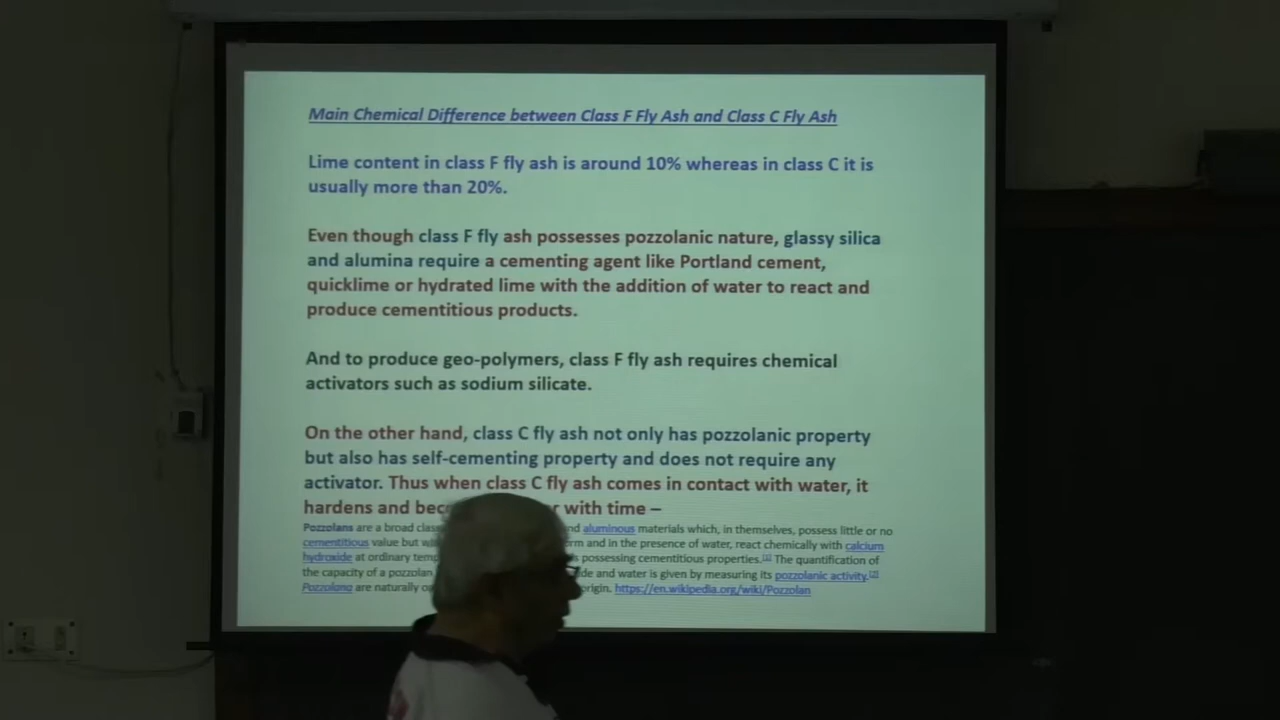 Main Chemical Difference between Class F Fly Ash and Class C Fly Ash
Lime content in class F fly ash is around 10% whereas in class C it is
usually more than 20%.
Even though class F fly ash possesses pozzolanic nature, glassy silica
and alumina require a cementing agent like Portland cement,
quicklime or hydrated lime with the addition of water to react and
produce cementitious products.
And to produce geo-polymers, class F fly ash requires chemical
activators such as sodium silicate.
On the other hand, class C fly ash not only has pozzolanic property
but also has self-cementing property and does not require any
activator. Thus when class C fly ash comes in contact with water, it
hardens and with time –
Pozzolans are a broad aluminous materials which, in themselves, possess little or no
cementitious value but and in the presence of water, react chemically with calcium
hydroxide at ordinary possessing cementitious properties.[1] The quantification of
the capacity of a pozzolan and water is given by measuring its pozzolanic activity.[2]
Pozzolana are naturally origin. https://en.wikipedia.org/wiki/Pozzolan